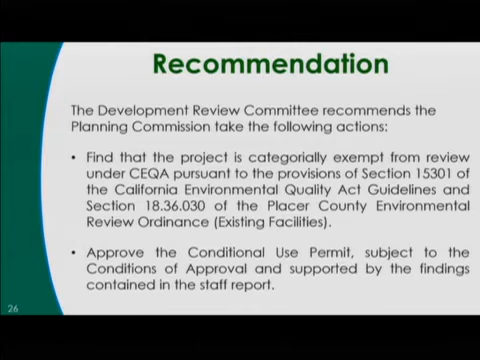 Recommendation
The Development Review Committee recommends the
Planning Commission take the following actions:
• Find that the project is categorially exempt from review
under CEQA pursuant to the provisions of Section 15301 of
the California Environmental Quality Act Guidelines and
Section 18.36.030 of the Placer County Environmental
Review Ordinance (Existing Facilities).
• Approve the Conditional Use Permit, subject to the
Conditions of Approval and supported by the findings
contained in the staff report.
26